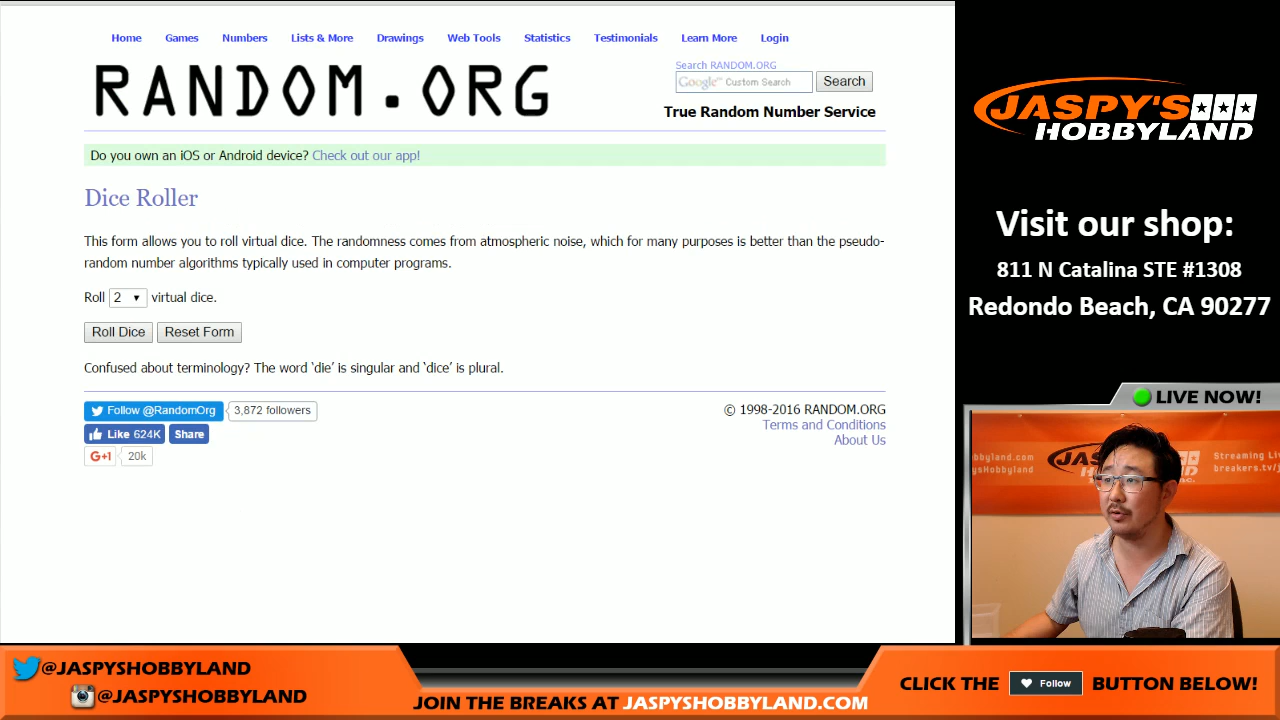 Home Games Numbers Lists & More Drawings Web Tools Statistics Testimonials Learn More Login
RANDOM.ORG
Search RANDOM.ORG
Google™ Custom Search Search
True Random Number Service
Do you own an iOS or Android device? Check out our app!
Dice Roller
This form allows you to roll virtual dice. The randomness comes from atmospheric noise, which for many purposes is better than the pseudo-
random number algorithms typically used in computer programs.
Roll 2 virtual dice.
Roll Dice Reset Form
Confused about terminology? The word ‘die’ is singular and ‘dice’ is plural.
Follow @RandomOrg 3,872 followers
Like 624K Share
G+1 20k
© 1998-2016 RANDOM.ORG
Terms and Conditions
About Us
JASPY'S
HOBBYLAND
Visit our shop:
811 N Catalina STE #1308
Redondo Beach, CA 90277
LIVE NOW!
hobbyland.com
Streaming Li
breakers.tv/j
@JASPYSHOBBYLAND
@JASPYSHOBBYLAND
JOIN THE BREAKS AT JASPYSHOBBYLAND.COM
CLICK THE Follow BUTTON BELOW!